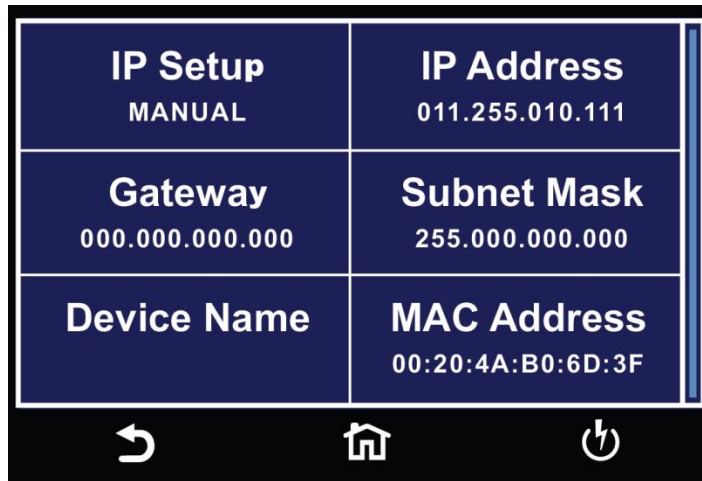 IP Setup
MANUAL
IP Address
011.255.010.111
Gateway
000.000.000.000
Subnet Mask
255.000.000.000
Device Name
MAC Address
00:20:4A:B0:6D:3F